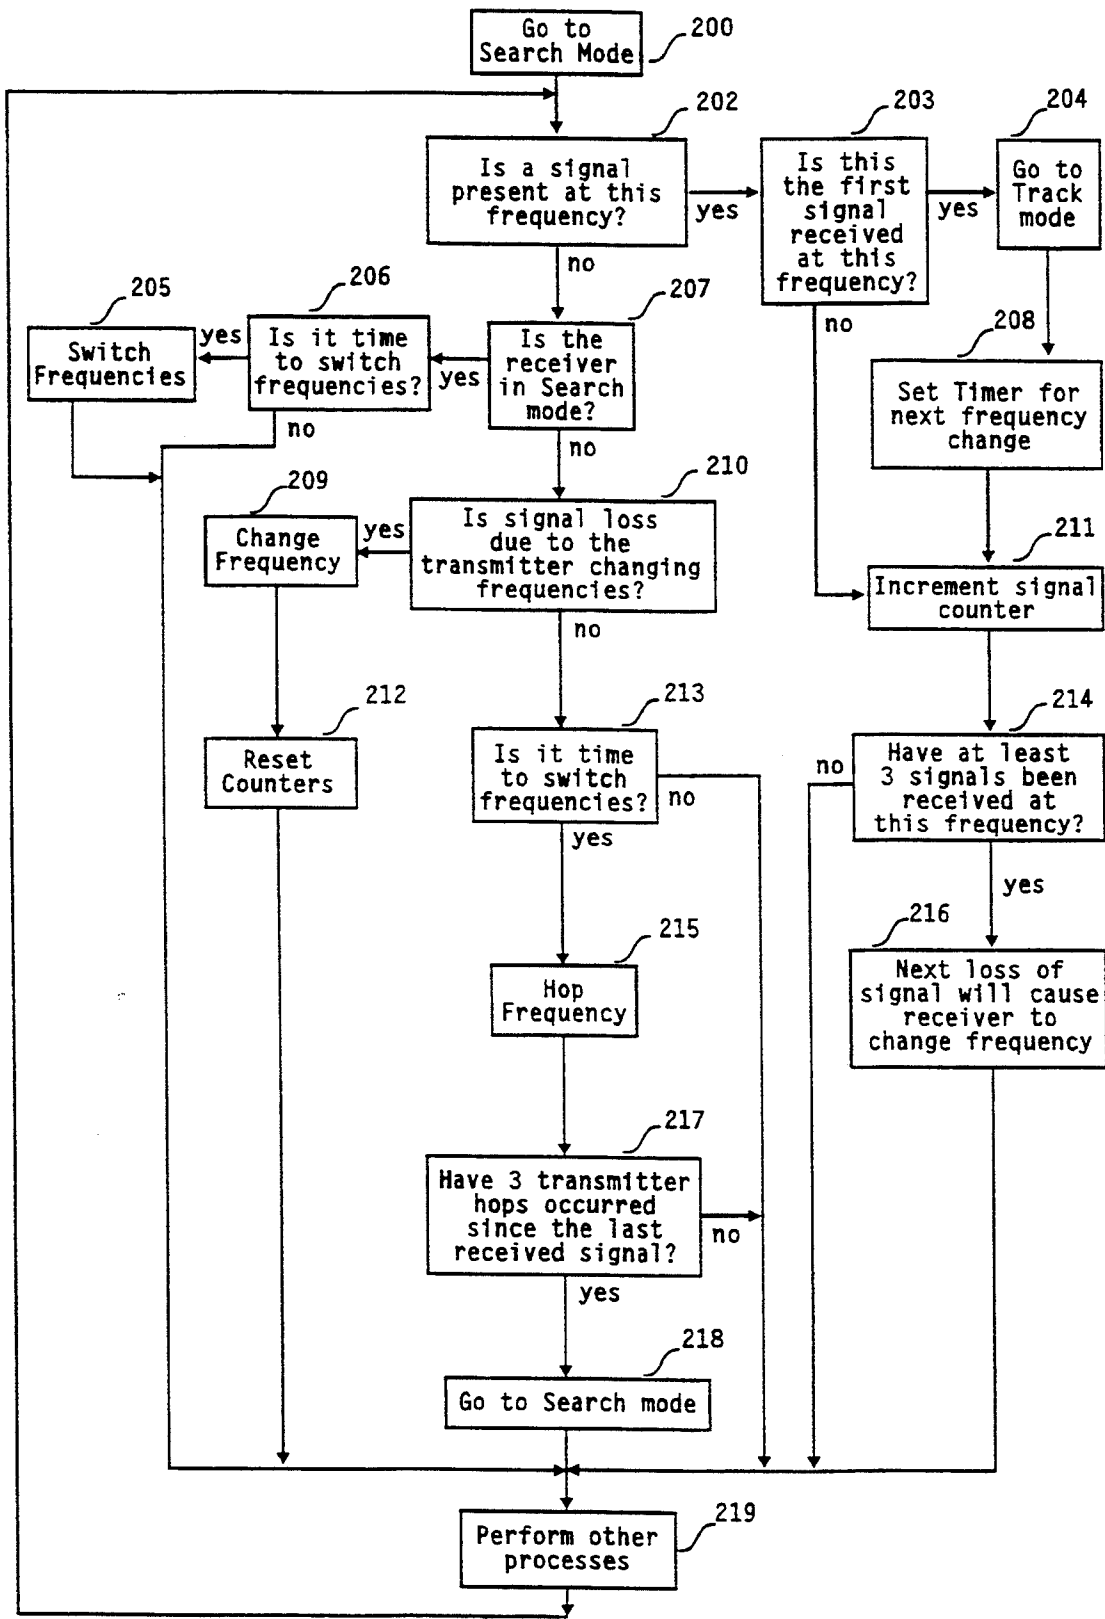 Go to
Search Mode
200
202
203
204
Is a signal
present at this
frequency?
yes
Is this
the first
signal
received
at this
frequency?
yes
Go to
Track
mode
no
205
206
207
no
208
Switch
Frequencies
yes
Is it time
to switch
frequencies?
yes
Is the
receiver
in Search
mode?
Set Timer for
next frequency
change
no
no
209
210
211
Change
Frequency
yes
Is signal loss
due to the
transmitter changing
frequencies?
Increment signal
counter
no
212
213
214
Reset
Counters
Is it time
to switch
frequencies?
no
no
Have at least
3 signals been
received at
this frequency?
yes
yes
215
216
Hop
Frequency
Next loss of
signal will cause
receiver to
change frequency
217
Have 3 transmitter
hops occurred
since the last
received signal?
no
yes
218
Go to Search mode
219
Perform other
processes